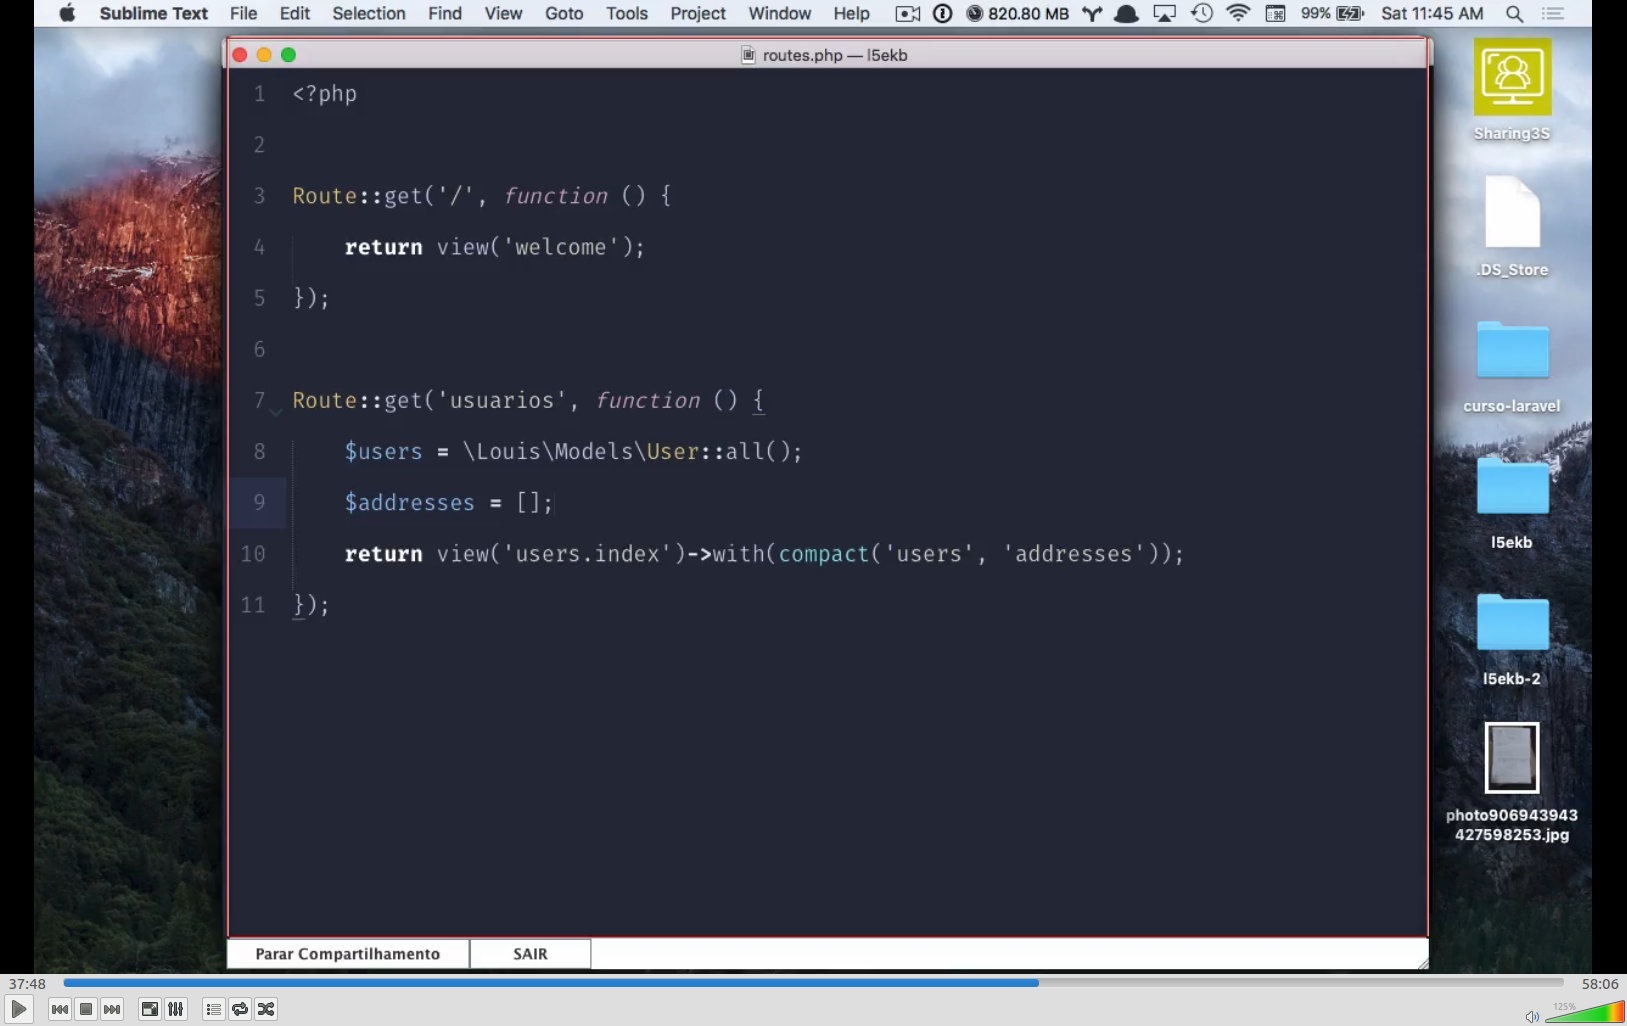 Sublime Text File Edit Selection Find View Goto Tools Project Window Help 820.80 MB 99% Sat 11:45 AM
routes.php — l5ekb
1 <?php
2
3 Route::get('/', function () {
4 return view('welcome');
5 });
6
7 Route::get('usuarios', function () {
8 $users = \Louis\Models\User::all();
9 $addresses = [];
10 return view('users.index')->with(compact('users', 'addresses'));
11 });
Sharing3S
.DS_Store
curso-laravel
l5ekb
l5ekb-2
photo906943943
427598253.jpg
Parar Compartilhamento SAIR
37:48 58:06
125%